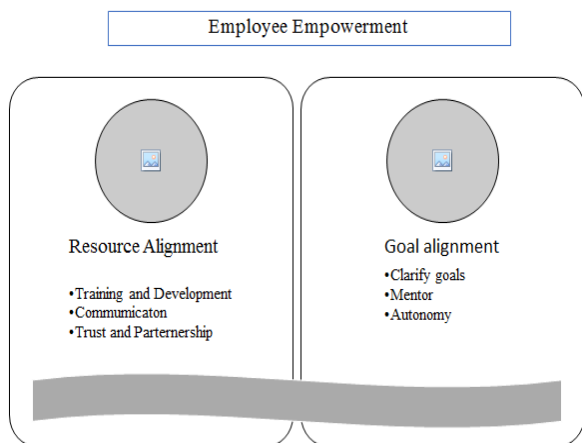 Employee Empowerment
Resource Alignment
•Training and Development
•Communicaton
•Trust and Parternership
Goal alignment
•Clarify goals
•Mentor
•Autonomy